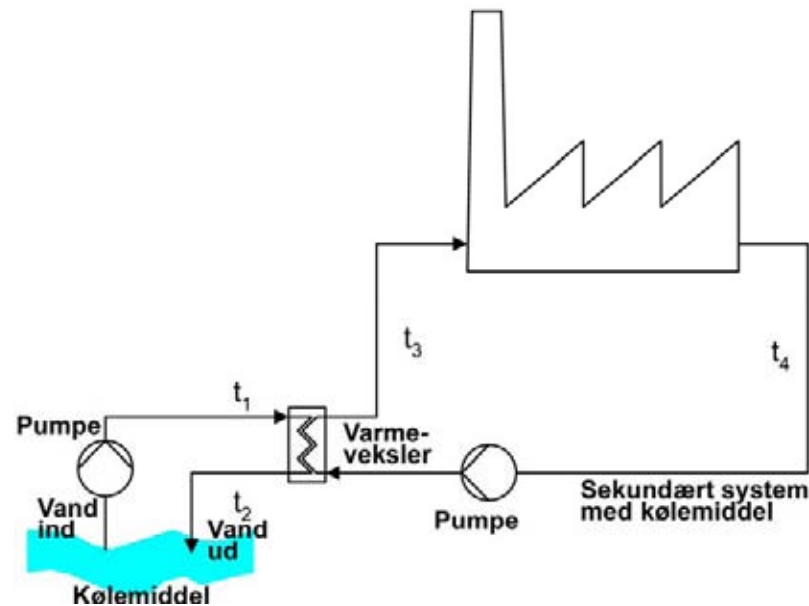 t3
t4
t1
Pumpe
Varme-
veksler
t2
Vand
ind
Vand
ud
Pumpe
Sekundært system
med kølemiddel
Kølemiddel